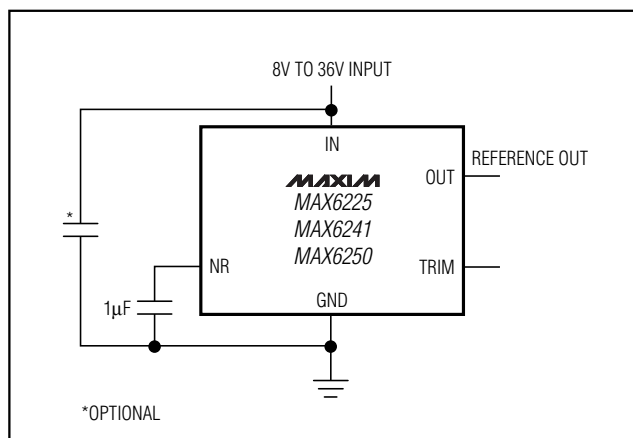 8V TO 36V INPUT
IN
REFERENCE OUT
OUT
MAXIM
MAX6225
MAX6241
MAX6250
*
NR
TRIM
1μF
GND
*OPTIONAL